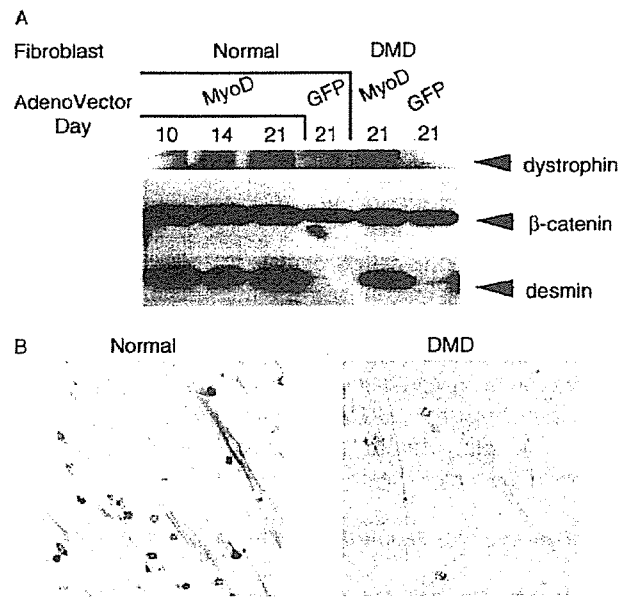 A
Fibroblast Normal DMD
AdenoVector MyoD GFP MyoD GFP
Day 10 14 21 21 21 21
dystrophin
β-catenin
desmin
B Normal DMD